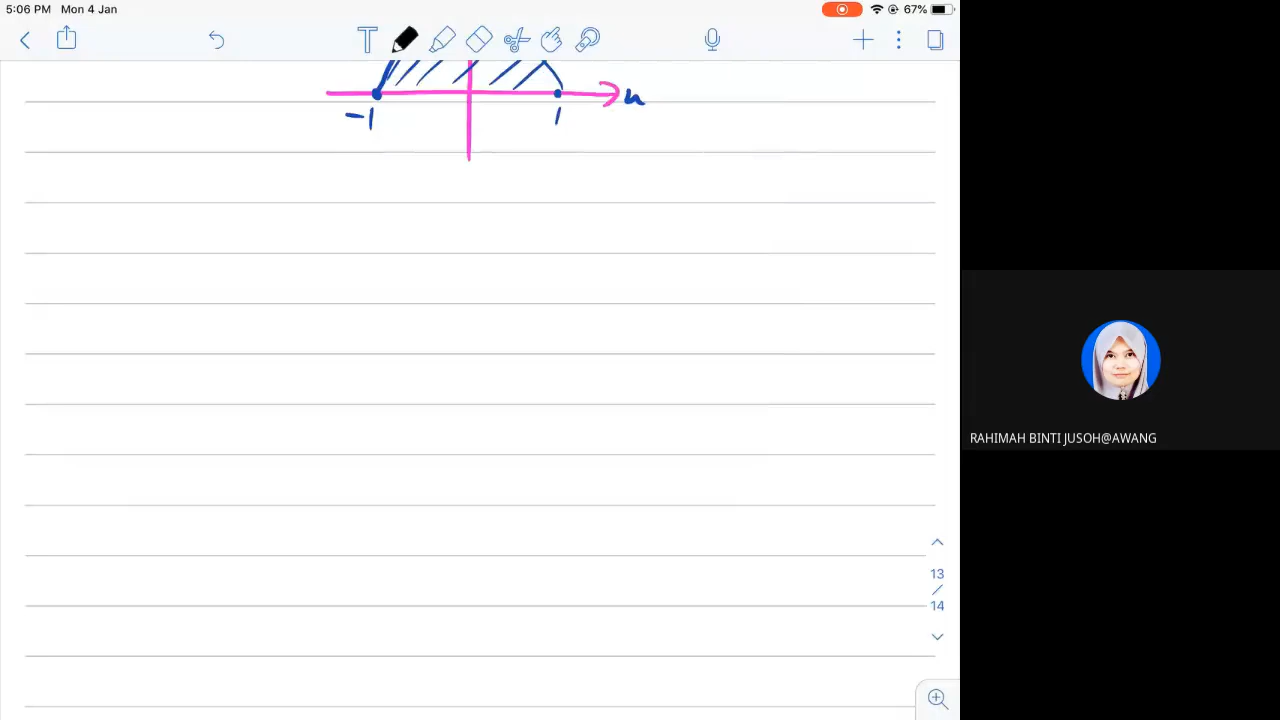 5:06 PM Mon 4 Jan 67%
T
x
-1 1
13
/
14
RAHIMAH BINTI JUSOH@AWANG